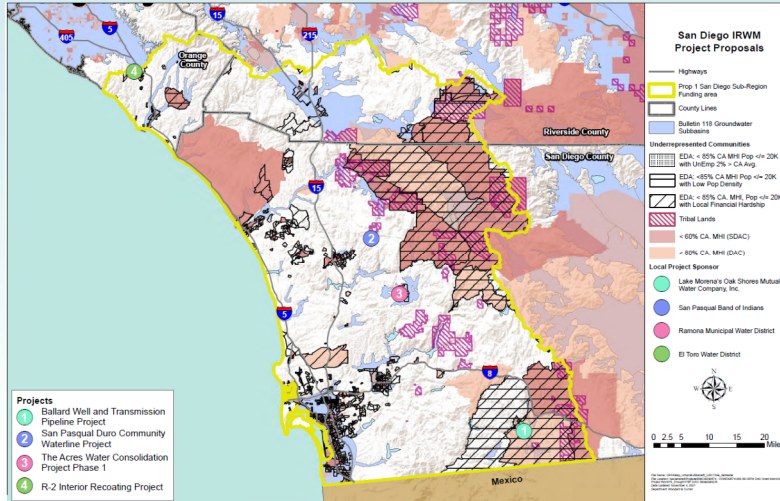 San Diego IRWM
Project Proposals
Highways
Prop 1 San Diego Sub-Region
Funding area
County Lines
Bulletin 118 Groundwater
Subbasins
Underrepresented Communities
EDA: < 85% CA MHI Pop </= 20K
with UnEmp 2% > CA Avg.
EDA: <85% CA MHI Pop </= 20K
with Low Pop Density
EDA: < 85% CA. MHI, Pop </= 20K
with Local Financial Hardship
Tribal Lands
< 60% CA. MHI (SDAC)
< 80% CA. MHI (DAC)
Local Project Sponsor
Lake Morena's Oak Shores Mutual
Water Company, Inc.
San Pasqual Band of Indians
Ramona Municipal Water District
El Toro Water District
N
W E
S
0 2.5 5 10 15 20
Mile
405
5
15
215
Orange
County
4
Riverside County
San Diego County
15
2
3
5
8
1
Mexico
Projects
1 Ballard Well and Transmission
Pipeline Project
2 San Pasqual Duro Community
Waterline Project
3 The Acres Water Consolidation
Project Phase 1
4 R-2 Interior Recoating Project